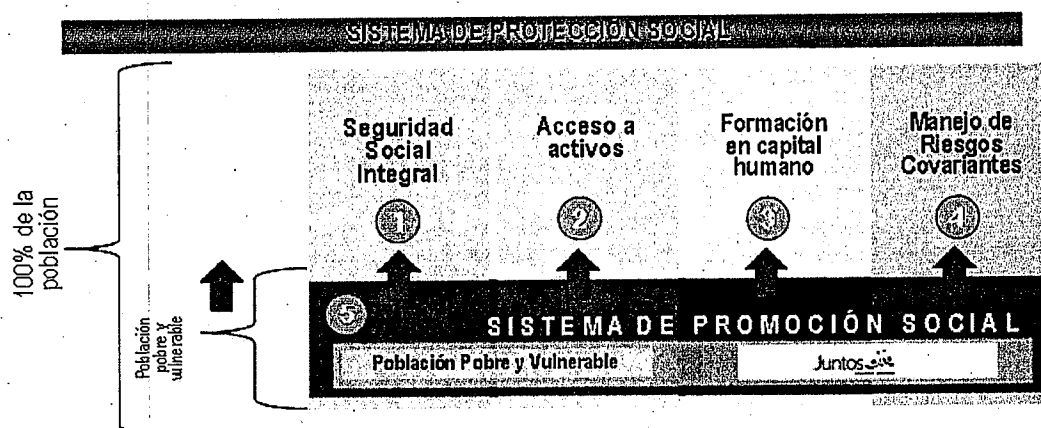 SISTEMA DE PROTECCIÓN SOCIAL
100% de la
población
Población
pobre y
vulnerable
Seguridad
Social
Integral
1
Acceso a
activos
2
Formación
en capital
humano
3
Manejo de
Riesgos
Covariantes
4
5
SISTEMA DE PROMOCIÓN SOCIAL
Población Pobre y Vulnerable
Juntos